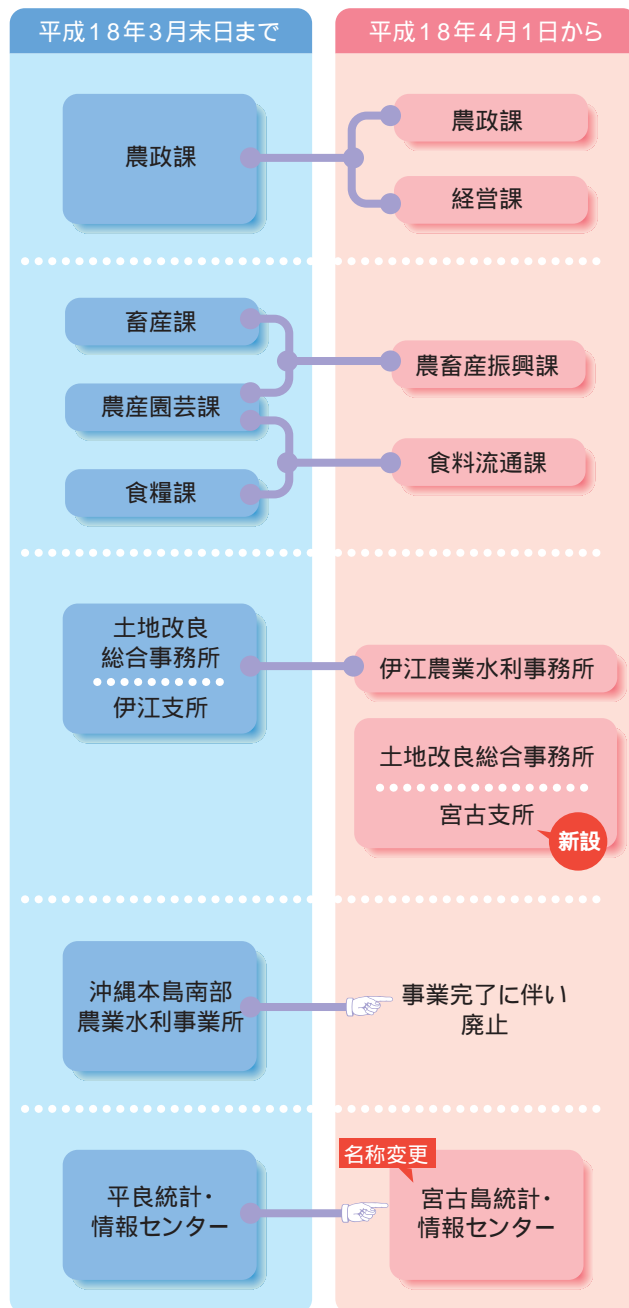 平成18年3月末日まで
平成18年4月1日から
農政課
農政課
経営課
畜産課
農産園芸課
食糧課
農畜産振興課
食料流通課
土地改良
総合事務所
伊江支所
伊江農業水利事務所
土地改良総合事務所
宮古支所
新設
沖縄本島南部
農業水利事業所
事業完了に伴い
廃止
平良統計・
情報センター
名称変更
宮古島統計・
情報センター